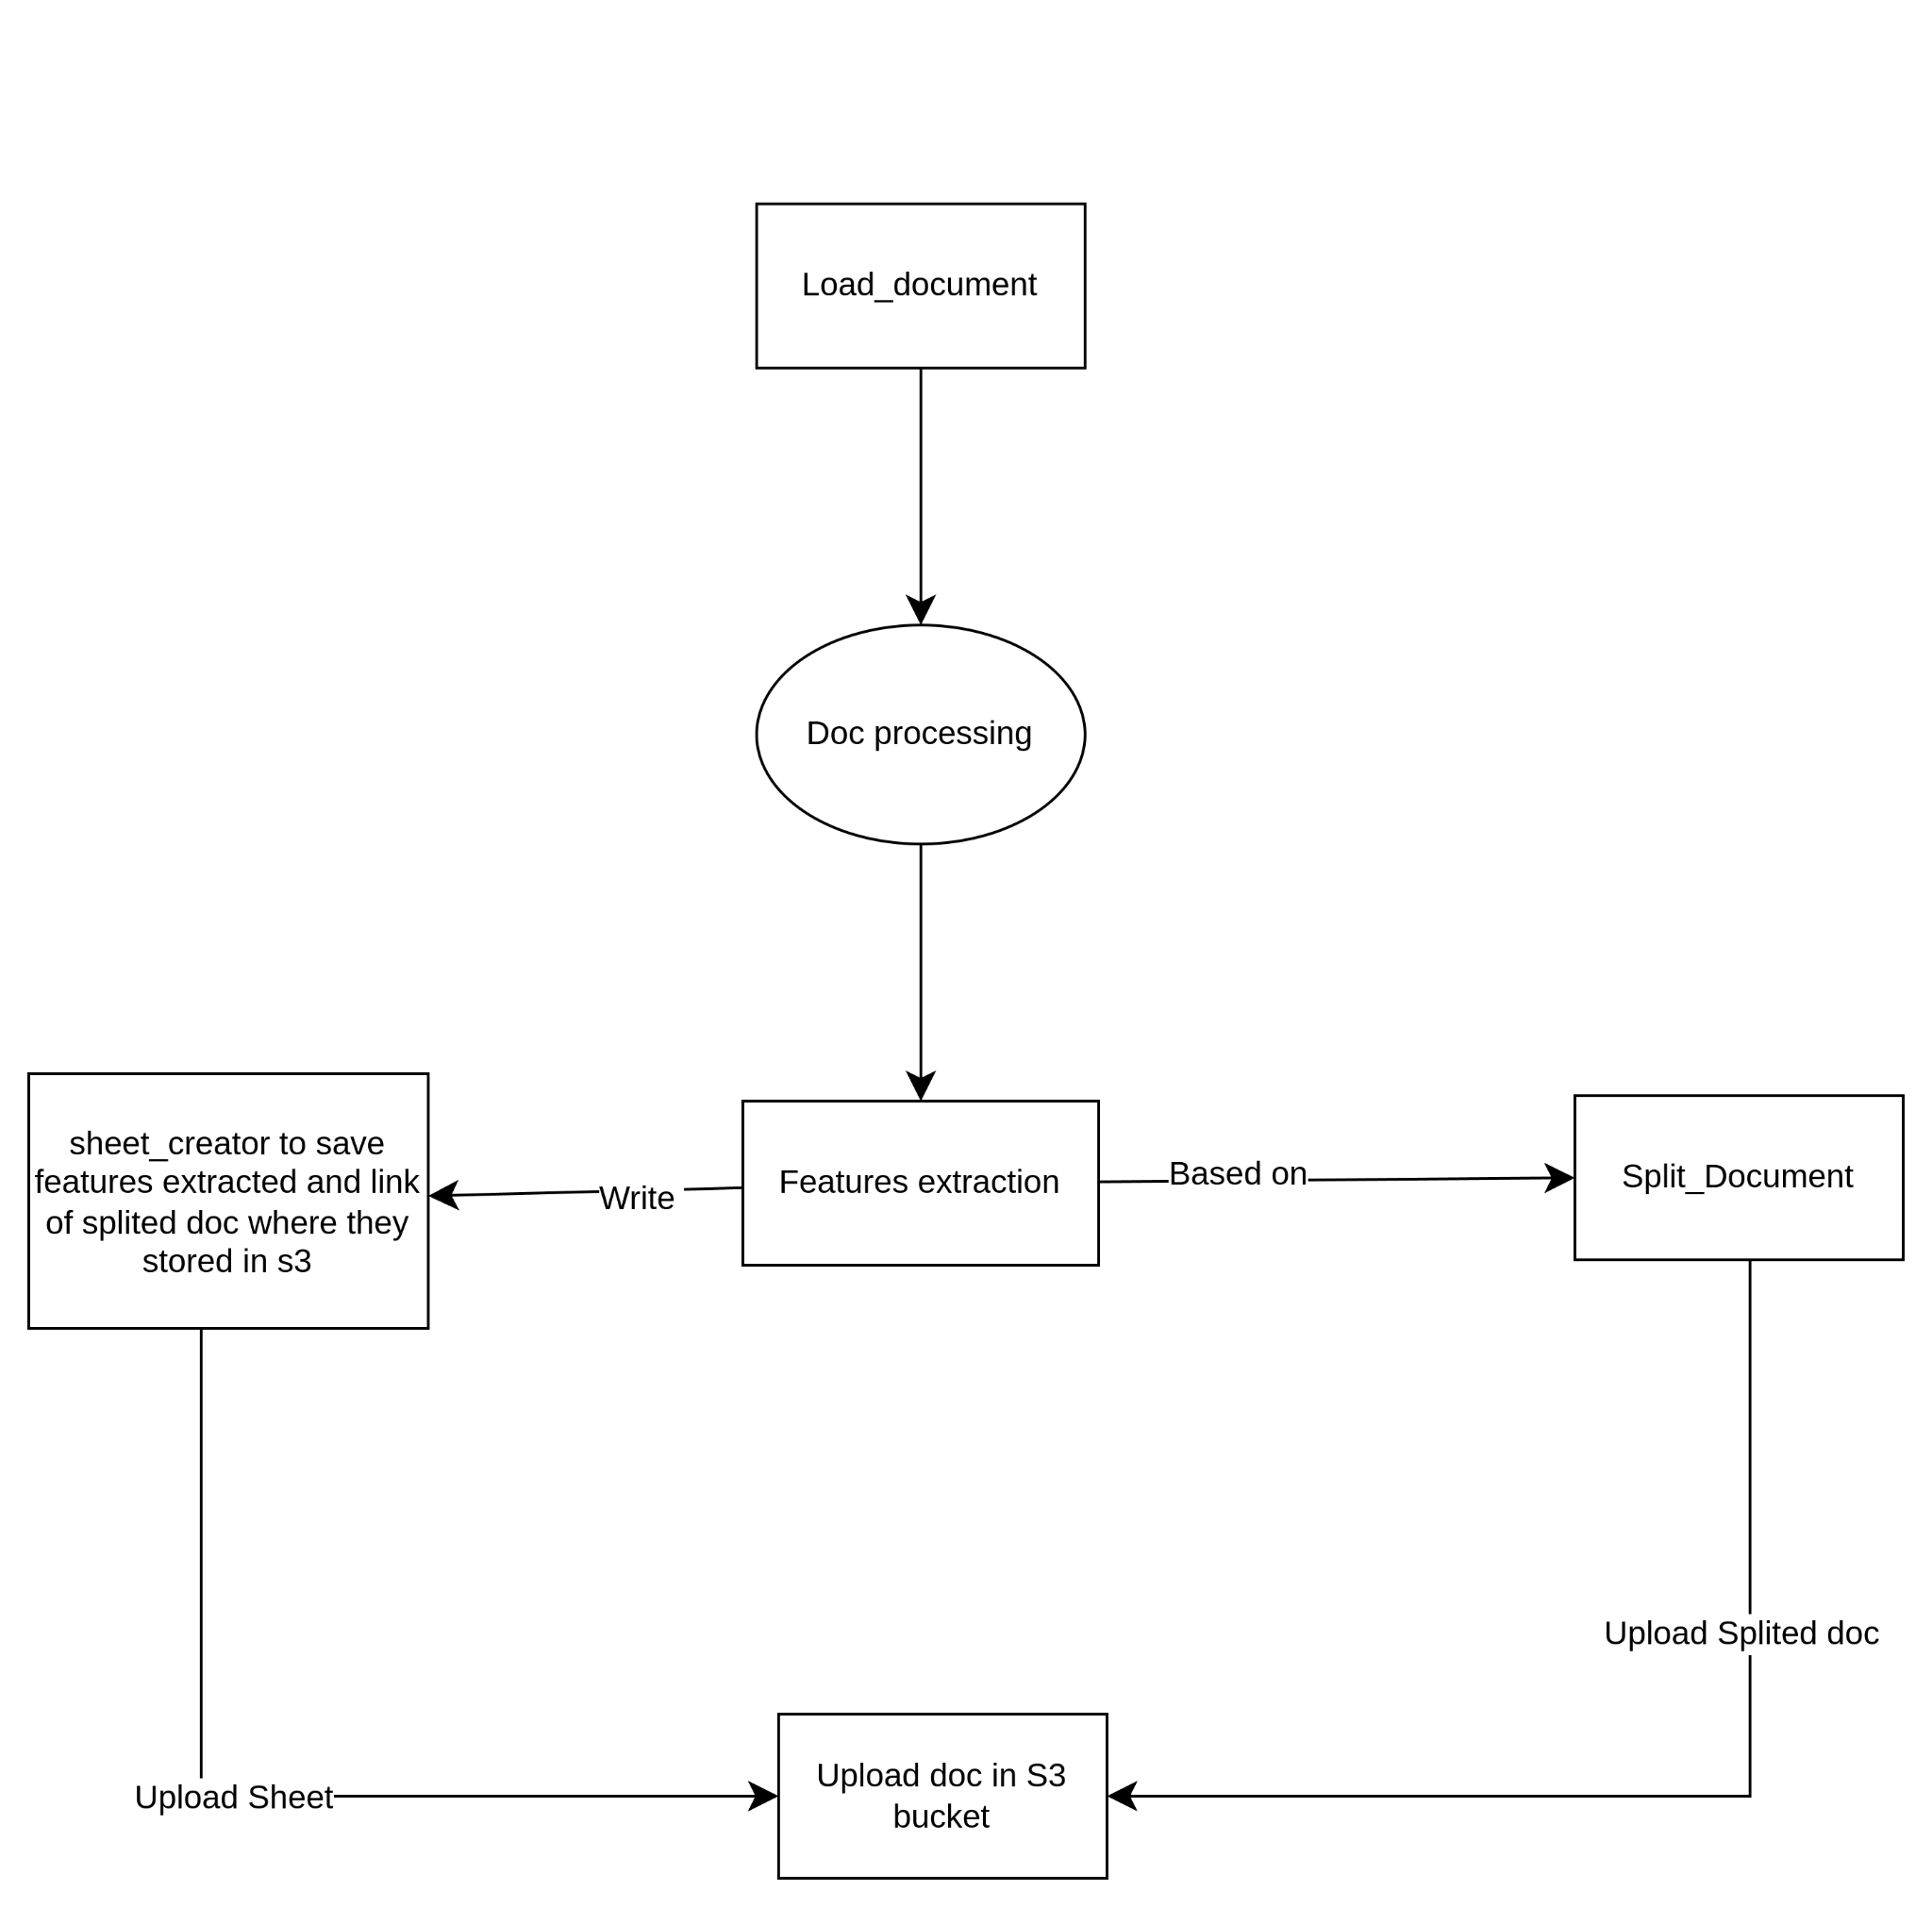 Load_document
Doc processing
sheet_creator to save
features extracted and link
of splited doc where they
stored in s3
Write
Features extraction
Based on
Split_Document
Upload Splited doc
Upload Sheet
Upload doc in S3
bucket